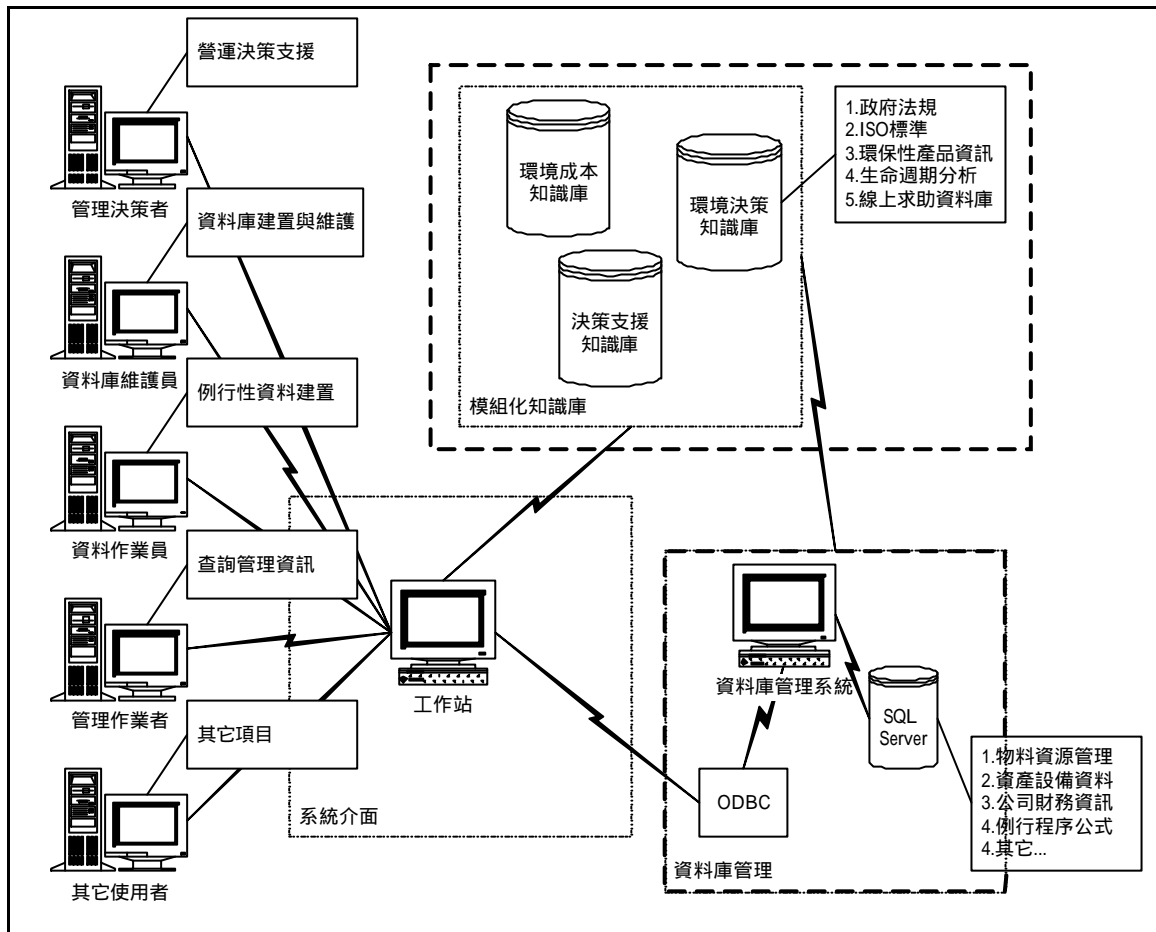 營運決策支援
管理決策者
資料庫建置與維護
資料庫維護員
例行性資料建置
資料作業員
查詢管理資訊
管理作業者
其它項目
其它使用者
環境成本
知識庫
環境決策
知識庫
決策支援
知識庫
模組化知識庫
1.政府法規
2.ISO標準
3.環保性產品資訊
4.生命週期分析
5.線上求助資料庫
工作站
系統介面
資料庫管理系統
SQL
Server
ODBC
資料庫管理
1.物料資源管理
2.資產設備資料
3.公司財務資訊
4.例行程序公式
4.其它...